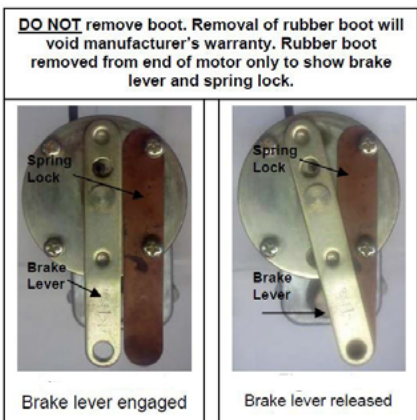 DO NOT remove boot. Removal of rubber boot will
void manufacturer's warranty. Rubber boot
removed from end of motor only to show brake
lever and spring lock.
Spring
Lock
Brake
Lever
Brake lever engaged
Spring
Lock
Brake
Lever
Brake lever released